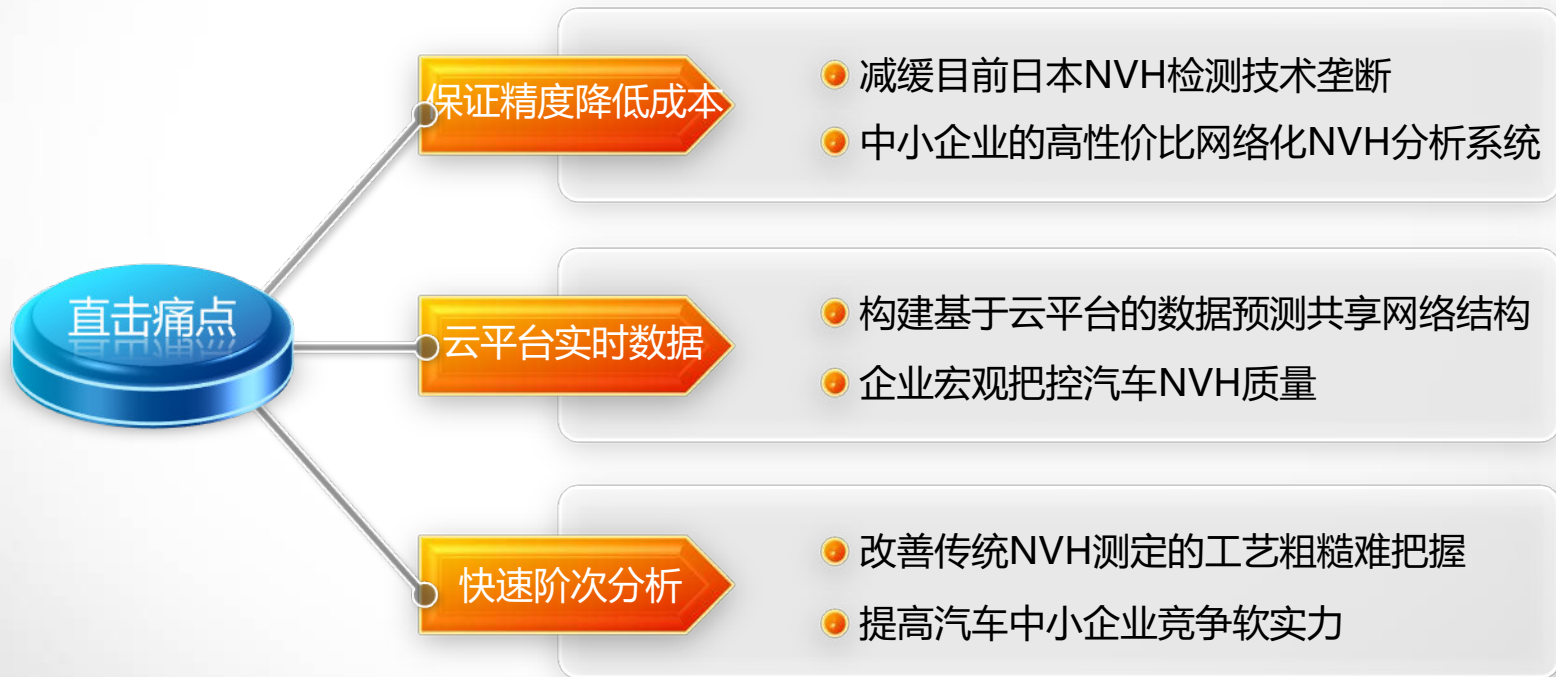 直击痛点
保证精度降低成本
减缓目前日本NVH检测技术垄断
中小企业的高性价比网络化NVH分析系统
云平台实时数据
构建基于云平台的数据预测共享网络结构
企业宏观把控汽车NVH质量
快速阶次分析
改善传统NVH测定的工艺粗糙难把握
提高汽车中小企业竞争软实力